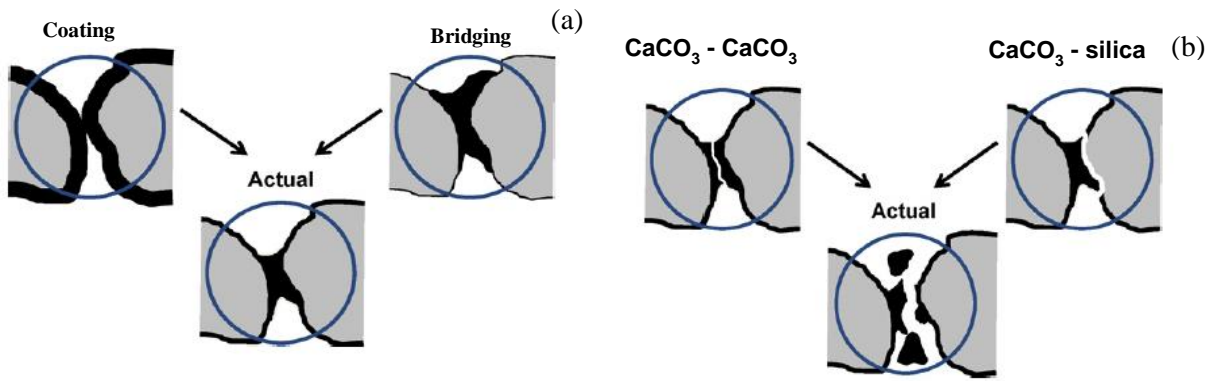 Coating
Bridging
(a)
Actual
CaCO₃ - CaCO₃
CaCO₃ - silica
(b)
Actual